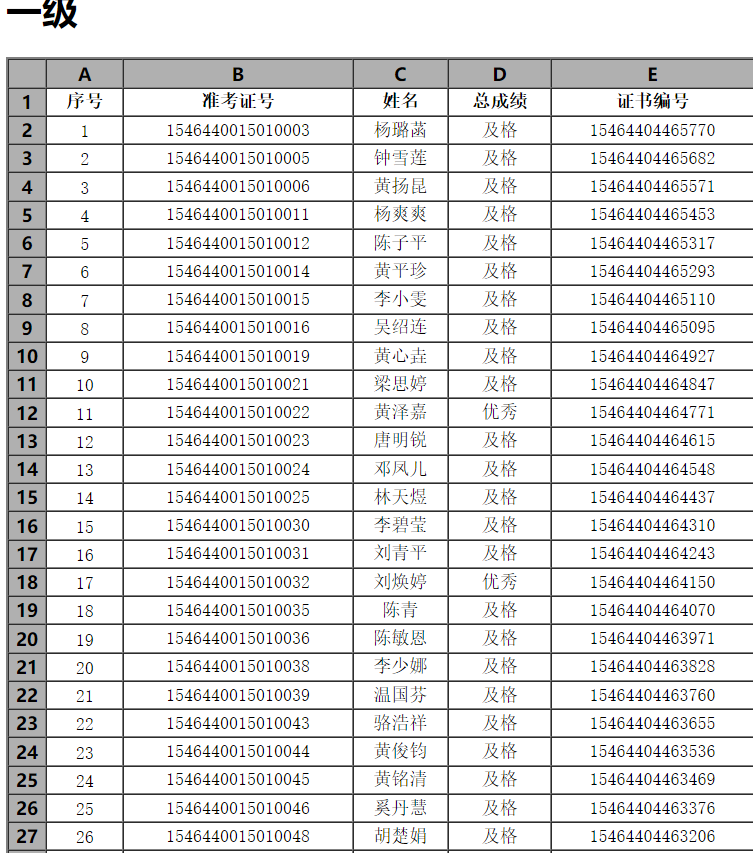 一级
A B C D E
1 序号 准考证号 姓名 总成绩 证书编号
2 1 1546440015010003 杨璐菡 及格 15464404465770
3 2 1546440015010005 钟雪莲 及格 15464404465682
4 3 1546440015010006 黄扬昆 及格 15464404465571
5 4 1546440015010011 杨爽爽 及格 15464404465453
6 5 1546440015010012 陈子平 及格 15464404465317
7 6 1546440015010014 黄平珍 及格 15464404465293
8 7 1546440015010015 李小雯 及格 15464404465110
9 8 1546440015010016 吴绍连 及格 15464404465095
10 9 1546440015010019 黄心垚 及格 15464404464927
11 10 1546440015010021 梁思婷 及格 15464404464847
12 11 1546440015010022 黄泽嘉 优秀 15464404464771
13 12 1546440015010023 唐明锐 及格 15464404464615
14 13 1546440015010024 邓凤儿 及格 15464404464548
15 14 1546440015010025 林天煜 及格 15464404464437
16 15 1546440015010030 李碧莹 及格 15464404464310
17 16 1546440015010031 刘青平 及格 15464404464243
18 17 1546440015010032 刘焕婷 优秀 15464404464150
19 18 1546440015010035 陈青 及格 15464404464070
20 19 1546440015010036 陈敏恩 及格 15464404463971
21 20 1546440015010038 李少娜 及格 15464404463828
22 21 1546440015010039 温国芬 及格 15464404463760
23 22 1546440015010043 骆浩祥 及格 15464404463655
24 23 1546440015010044 黄俊钧 及格 15464404463536
25 24 1546440015010045 黄铭清 及格 15464404463469
26 25 1546440015010046 奚丹慧 及格 15464404463376
27 26 1546440015010048 胡楚娟 及格 15464404463206